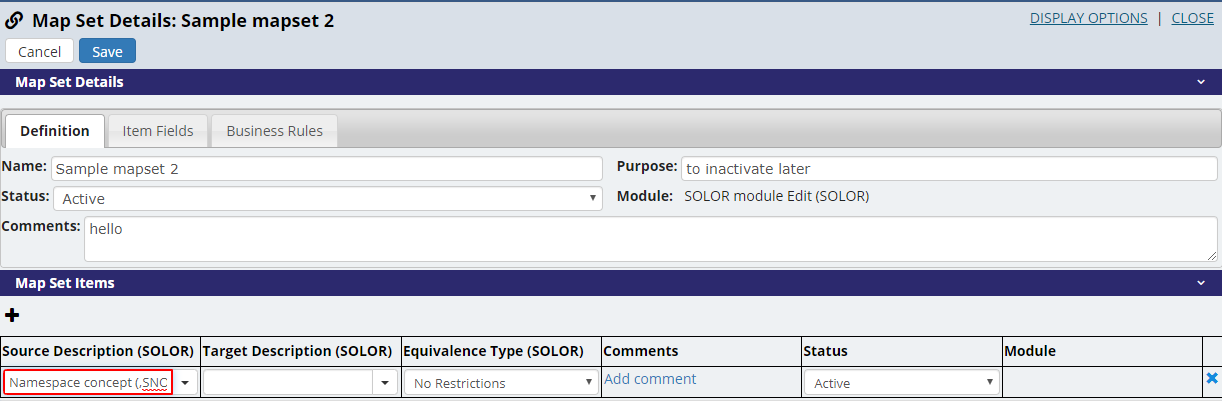 Map Set Details: Sample mapset 2
DISPLAY OPTIONS | CLOSE
Cancel Save
Map Set Details
Definition Item Fields Business Rules
Name: Sample mapset 2 Purpose: to inactivate later
Status: Active Module: SOLOR module Edit (SOLOR)
Comments: hello
Map Set Items
Source Description (SOLOR) Target Description (SOLOR) Equivalence Type (SOLOR) Comments Status Module
Namespace concept (,SNO No Restrictions Add comment Active